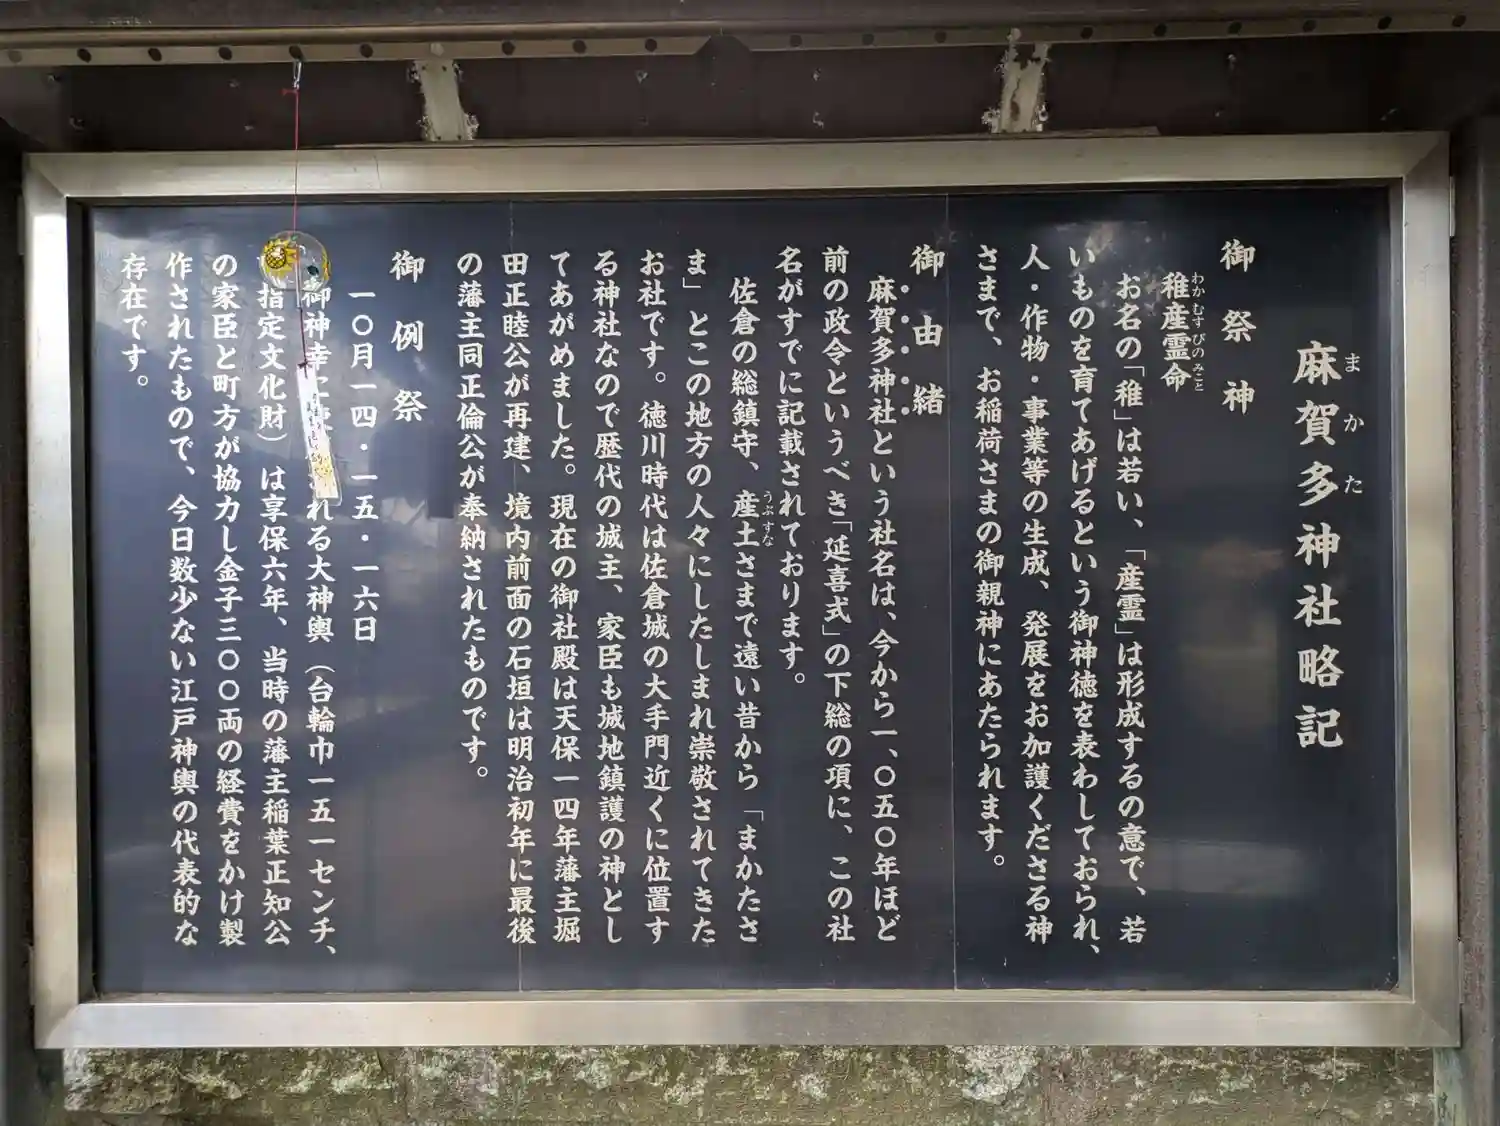 麻賀多神社略記
まかた
御祭神
稚産霊命
わかむすびのみこと
お名の「稚」は若い、「産霊」は形成するの意で、若
いものを育てあげるという御神徳を表わしておられ、
人・作物・事業等の生成、発展をお加護くださる神
さまで、お稲荷さまの御親神にあたられます。
御由緒
麻賀多神社という社名は、今から一、〇五〇年ほど
前の政令というべき「延喜式」の下総の項に、この社
名がすでに記載されております。
佐倉の総鎮守、産土さまで遠い昔から「まかたさ
うぶすな
ま」とこの地方の人々にしたしまれ崇敬されてきた
お社です。徳川時代は佐倉城の大手門近くに位置す
る神社なので歴代の城主、家臣も城地鎮護の神とし
てあがめました。現在の御社殿は天保一四年藩主堀
田正睦公が再建、境内前面の石垣は明治初年に最後
の藩主同正倫公が奉納されたものです。
御例祭
一〇月一四・一五・一六日
御神幸に れる大神輿（台輪巾一五一センチ、
指定文化財）は享保六年、当時の藩主稲葉正知公
の家臣と町方が協力し金子三〇〇両の経費をかけ製
作されたもので、今日数少ない江戸神輿の代表的な
存在です。